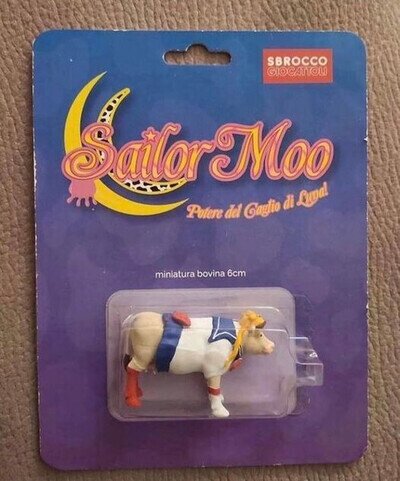 SBROCCO
GIOCATTOLI
Sailor Moo
Potere del Caglio di Luna!
miniatura bovina 6cm